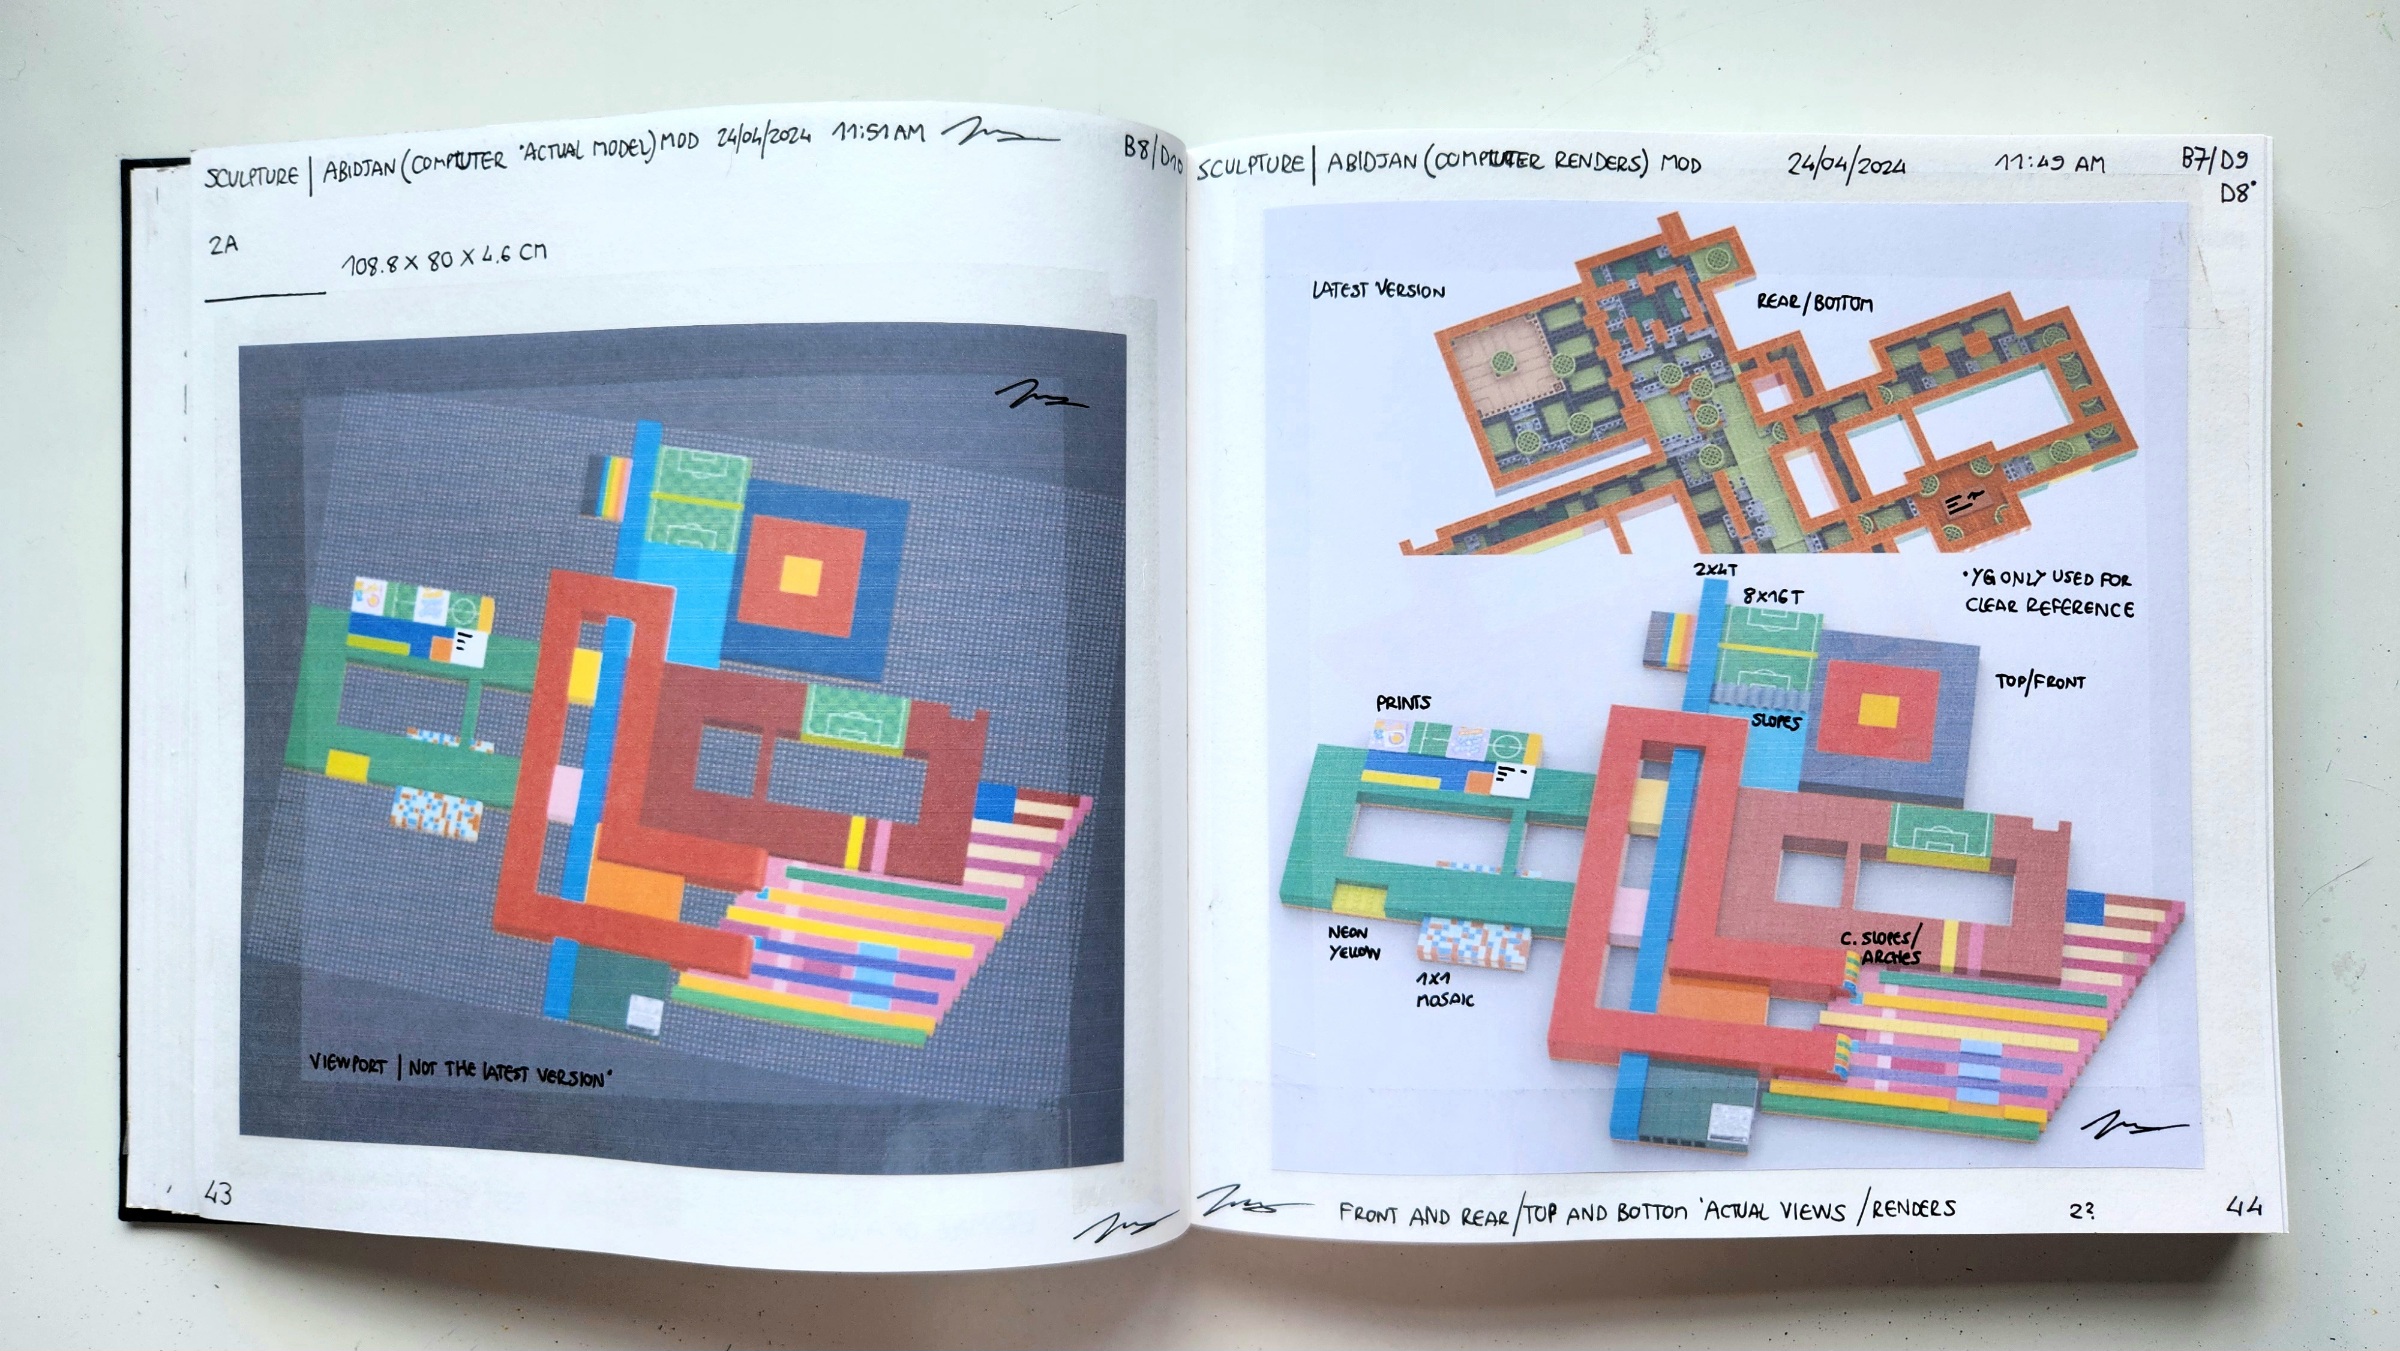 SCULPTURE | ABIDJAN (COMPUTER 'ACTUAL MODEL) MOD 24/04/2024 11:51 AM
B8/D10
2A
108.8 X 80 X 4.6 CM
VIEWPORT | NOT THE LATEST VERSION'
43
SCULPTURE | ABIDJAN (COMPUTER RENDERS) MOD 24/04/2024 11:49 AM B7/D9
D8'
LATEST VERSION
REAR/BOTTOM
2X4T
8X16T
'YG ONLY USED FOR
CLEAR REFERENCE
TOP/FRONT
PRINTS
SLOPES
NEON
YELLOW
1X1
MOSAIC
C. SLOPES/
ARCHES
FRONT AND REAR/TOP AND BOTTOM 'ACTUAL VIEWS/RENDERS 2? 44